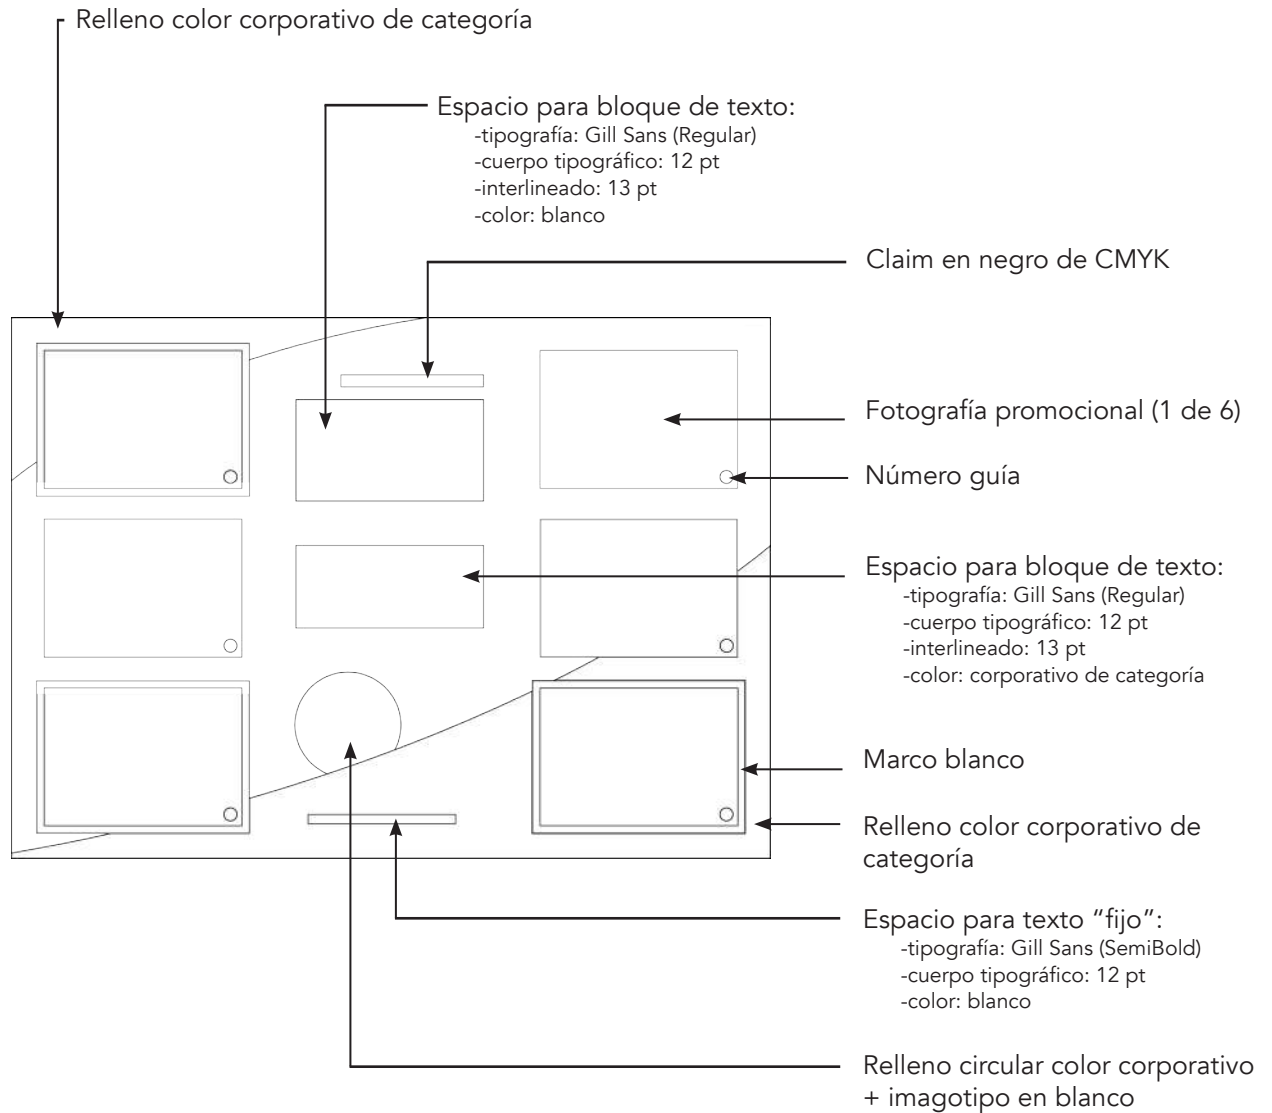 Relleno color corporativo de categoría
Espacio para bloque de texto:
-tipografía: Gill Sans (Regular)
-cuerpo tipográfico: 12 pt
-interlineado: 13 pt
-color: blanco
Claim en negro de CMYK
Fotografía promocional (1 de 6)
Número guía
Espacio para bloque de texto:
-tipografía: Gill Sans (Regular)
-cuerpo tipográfico: 12 pt
-interlineado: 13 pt
-color: corporativo de categoría
Marco blanco
Relleno color corporativo de
categoría
Espacio para texto “fijo”:
-tipografía: Gill Sans (SemiBold)
-cuerpo tipográfico: 12 pt
-color: blanco
Relleno circular color corporativo
+ imagotipo en blanco